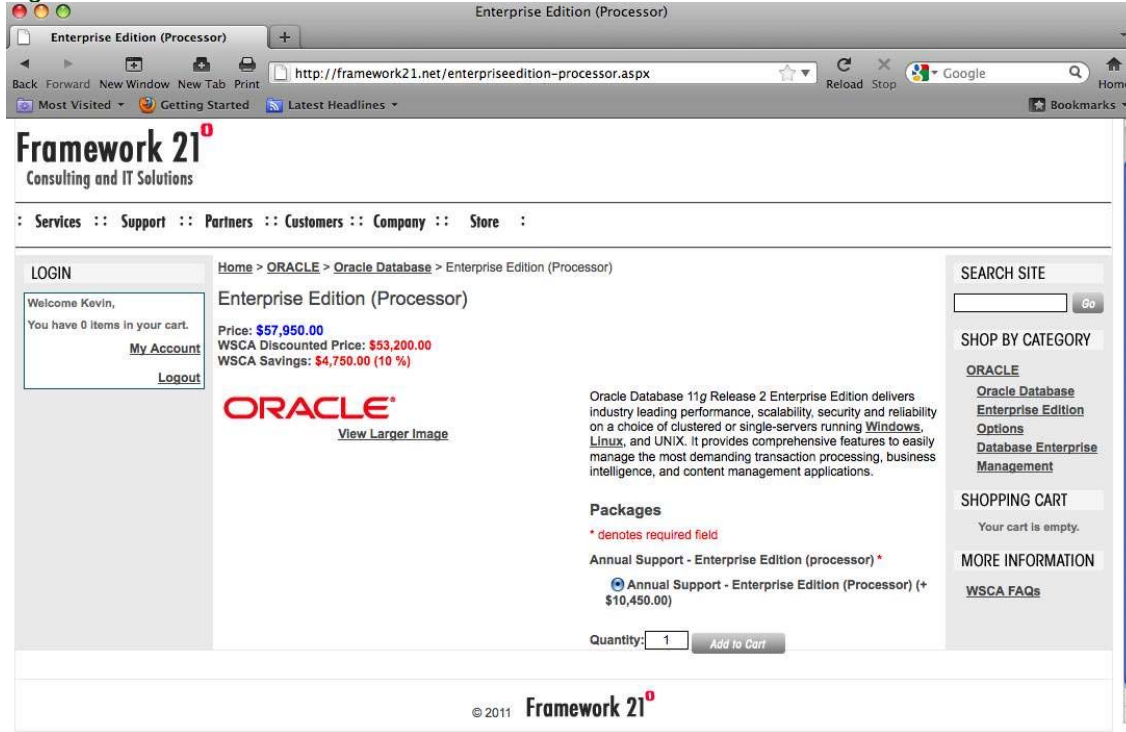 Enterprise Edition (Processor)
Enterprise Edition (Process or)
Back Forward New Window New Tab Print
http://framework21.net/enterpriseedition-processor.aspx
Reload Stop
Google
Home
Most Visited Getting Started Latest Headlines
Bookmarks
Framework 21
Consulting and IT Solutions
: Services :: Support :: Partners :: Customers :: Company :: Store :
LOGIN
Welcome Kevin,
You have 0 items in your cart.
My Account
Logout
Home > ORACLE > Oracle Database > Enterprise Edition (Processor)
Enterprise Edition (Processor)
Price: $57,950.00
WSCA Discounted Price: $53,200.00
WSCA Savings: $4,750.00 (10 %)
ORACLE
View Larger Image
Oracle Database 11g Release 2 Enterprise Edition delivers
industry leading performance, scalability, security and reliability
on a choice of clustered or single-servers running Windows,
Linux, and UNIX. It provides comprehensive features to easily
manage the most demanding transaction processing, business
intelligence, and content management applications.
Packages
* denotes required field
Annual Support - Enterprise Edition (processor) *
Annual Support - Enterprise Edition (Processor) (+
$10,450.00)
Quantity: 1 Add to Cart
SEARCH SITE
Go
SHOP BY CATEGORY
ORACLE
Oracle Database
Enterprise Edition
Options
Database Enterprise
Management
SHOPPING CART
Your cart is empty.
MORE INFORMATION
WSCA FAQs
© 2011 Framework 21